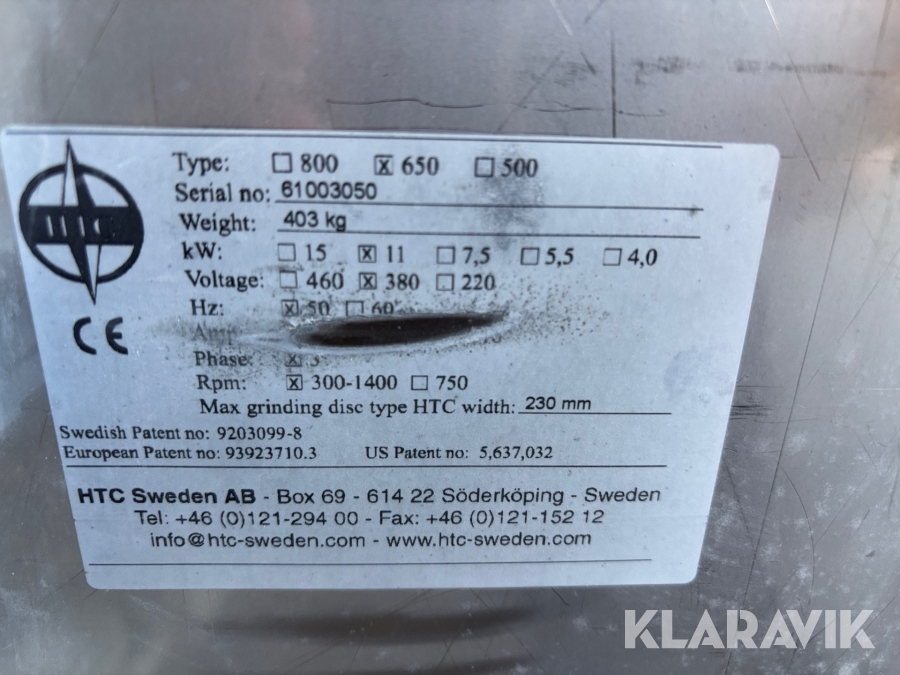 HTC
Type: ☐ 800 ☒ 650 ☐ 500
Serial no: 61003050
Weight: 403 kg
kW: ☐ 15 ☒ 11 ☐ 7,5 ☐ 5,5 ☐ 4,0
Voltage: ☐ 460 ☒ 380 ☐ 220
Hz: ☒ 50 ☐ 60
Amp
Phase: ☒ 3
Rpm: ☒ 300-1400 ☐ 750
Max grinding disc type HTC width: 230 mm
Swedish Patent no: 9203099-8
European Patent no: 93923710.3 US Patent no: 5,637,032
HTC Sweden AB - Box 69 - 614 22 Söderköping - Sweden
Tel: +46 (0)121-294 00 - Fax: +46 (0)121-152 12
info@htc-sweden.com - www.htc-sweden.com
CE
KLARAVIK